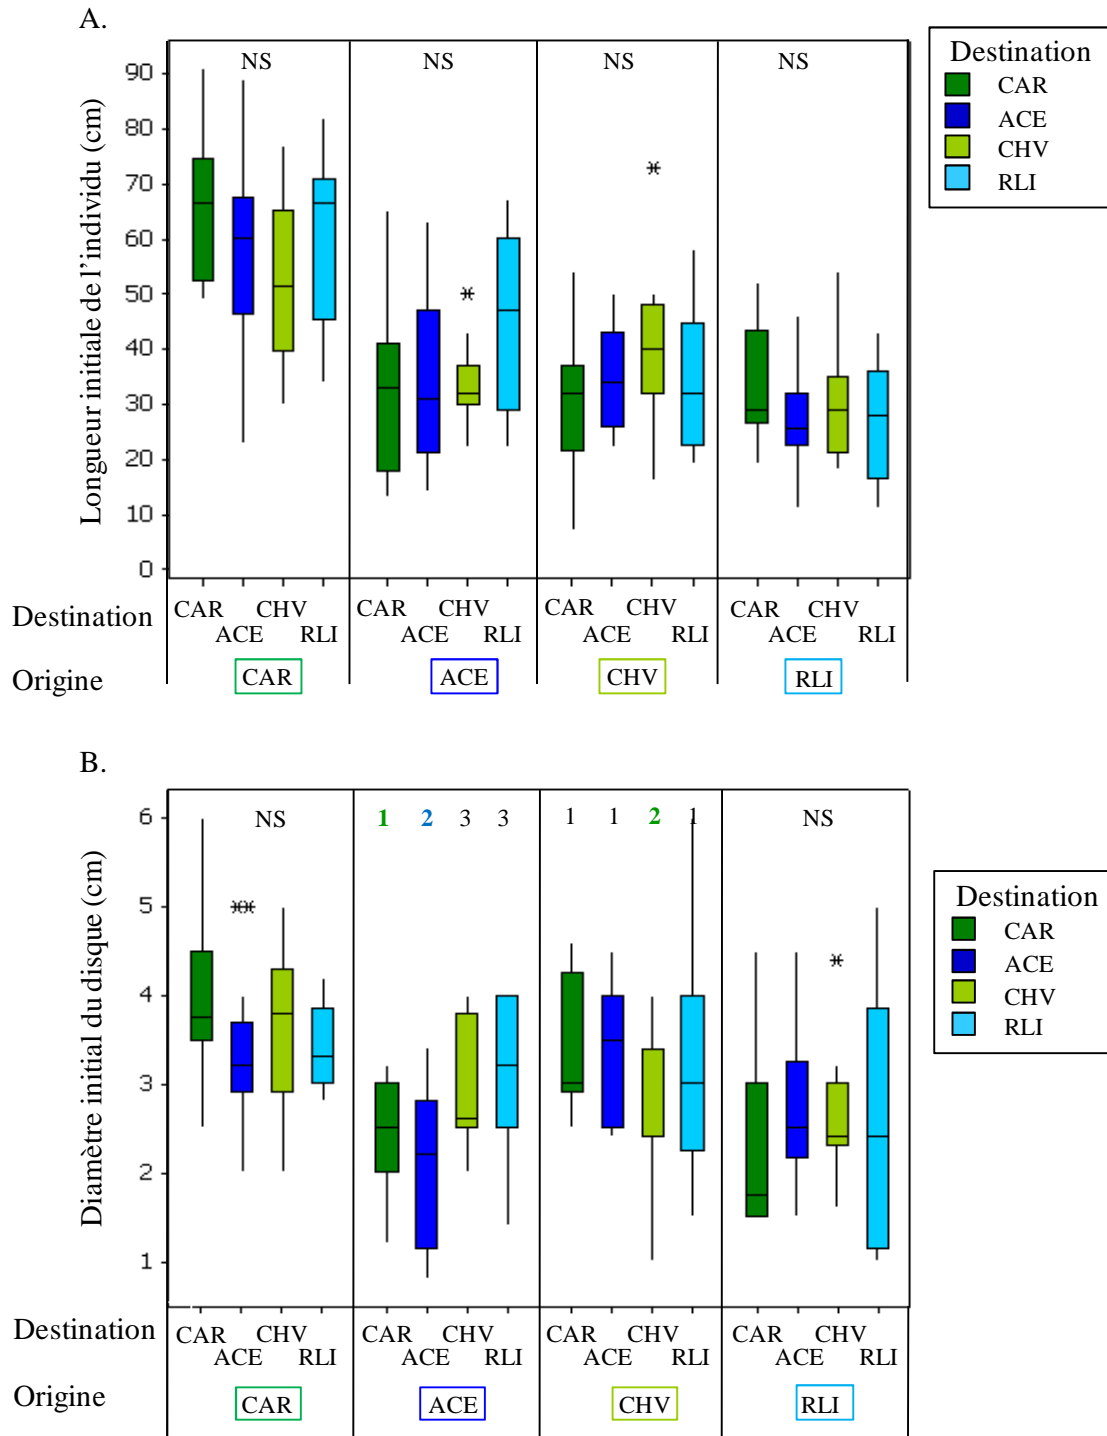 A.
NS NS NS NS
Longueur initiale de l'individu (cm)
90
80
70
60
50
40
30
20
10
0
Destination
CAR
ACE
CHV
RLI
Destination CAR CHV CAR CHV CAR CHV CAR CHV
ACE RLI ACE RLI ACE RLI ACE RLI
Origine CAR ACE CHV RLI
B.
NS 1 2 3 3 1 1 2 1 NS
Diamètre initial du disque (cm)
6
5
4
3
2
1
**
*
Destination
CAR
ACE
CHV
RLI
Destination CAR CHV CAR CHV CAR CHV CAR CHV
ACE RLI ACE RLI ACE RLI ACE RLI
Origine CAR ACE CHV RLI